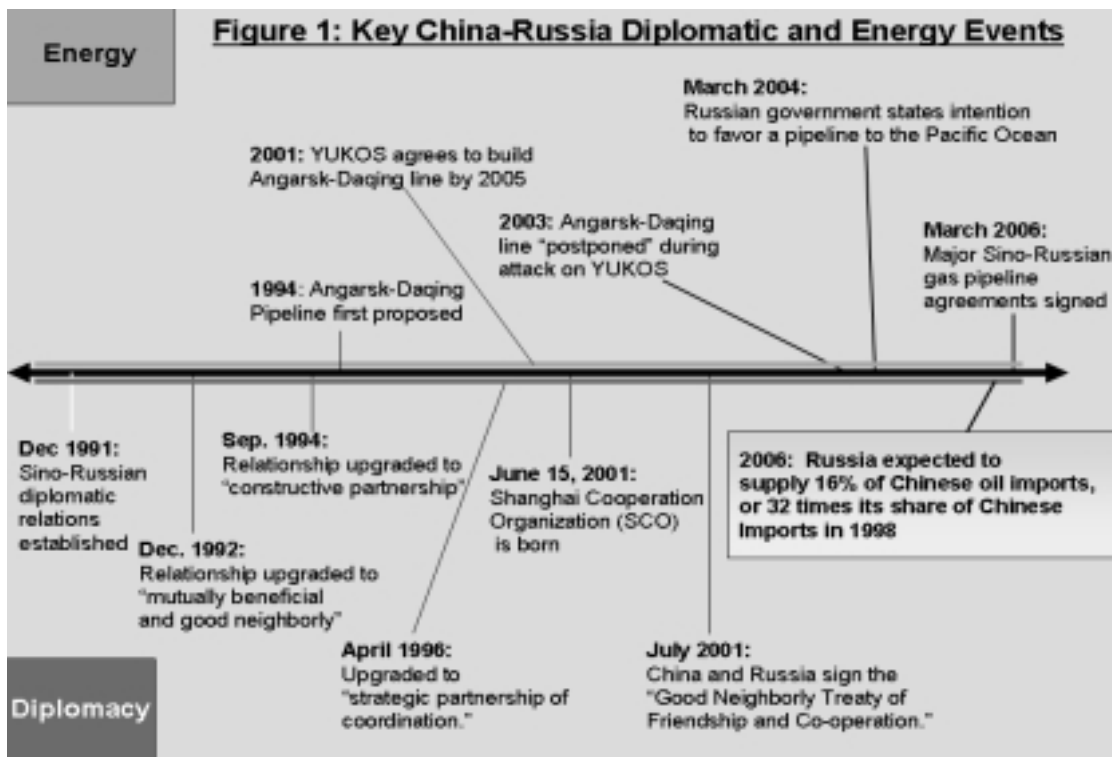 Figure 1: Key China-Russia Diplomatic and Energy Events
Energy
March 2004:
Russian government states intention
to favor a pipeline to the Pacific Ocean
2001: YUKOS agrees to build
Angarsk-Daqing line by 2005
2003: Angarsk-Daqing
line “postponed” during
attack on YUKOS
March 2006:
Major Sino-Russian
gas pipeline
agreements signed
1994: Angarsk-Daqing
Pipeline first proposed
Dec 1991:
Sino-Russian
diplomatic
relations
established
Sep. 1994:
Relationship upgraded to
“constructive partnership”
June 15, 2001:
Shanghai Cooperation
Organization (SCO)
is born
2006: Russia expected to
supply 16% of Chinese oil imports,
or 32 times its share of Chinese
Imports in 1998
Dec. 1992:
Relationship upgraded to
“mutually beneficial
and good neighborly”
April 1996:
Upgraded to
“strategic partnership of
coordination.”
July 2001:
China and Russia sign the
“Good Neighborly Treaty of
Friendship and Co-operation.”
Diplomacy